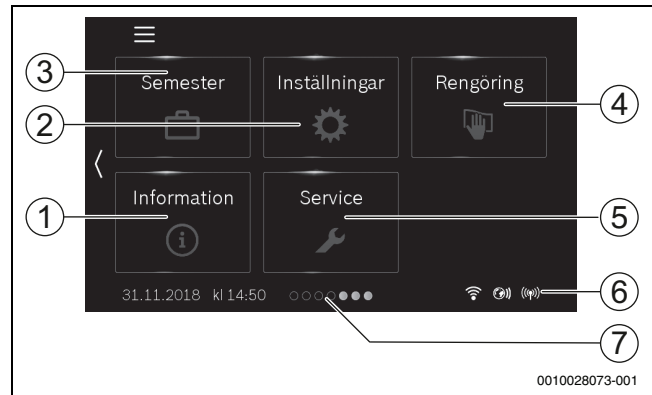 3
Semester
Inställningar
Rengöring
4
2
Information
Service
1
5
31.11.2018 kl 14:50
6
7
0010028073-001